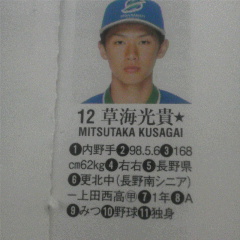 S
12 草海光貴★
MITSUTAKA KUSAGAI
❶内野手❷98.5.6❸168
cm62kg❹右右❺長野県
❻更北中(長野南シニア)
―上田西高㊥❼1年❽A
❾みつ❿野球⓫独身